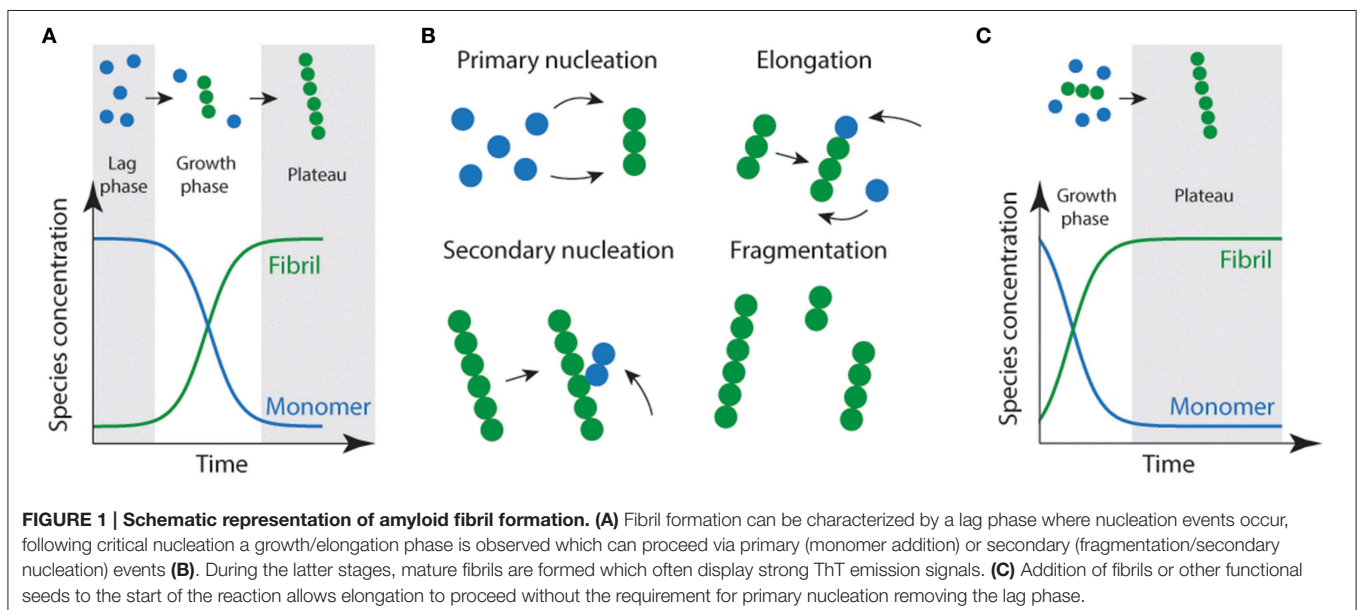 A
Lag
phase
Growth
phase
Plateau
Species concentration
Fibril
Monomer
Time
B
Primary nucleation
Elongation
Secondary nucleation
Fragmentation
C
Growth
phase
Plateau
Species concentration
Fibril
Monomer
Time
FIGURE 1 | Schematic representation of amyloid fibril formation. (A) Fibril formation can be characterized by a lag phase where nucleation events occur,
following critical nucleation a growth/elongation phase is observed which can proceed via primary (monomer addition) or secondary (fragmentation/secondary
nucleation) events (B). During the latter stages, mature fibrils are formed which often display strong ThT emission signals. (C) Addition of fibrils or other functional
seeds to the start of the reaction allows elongation to proceed without the requirement for primary nucleation removing the lag phase.